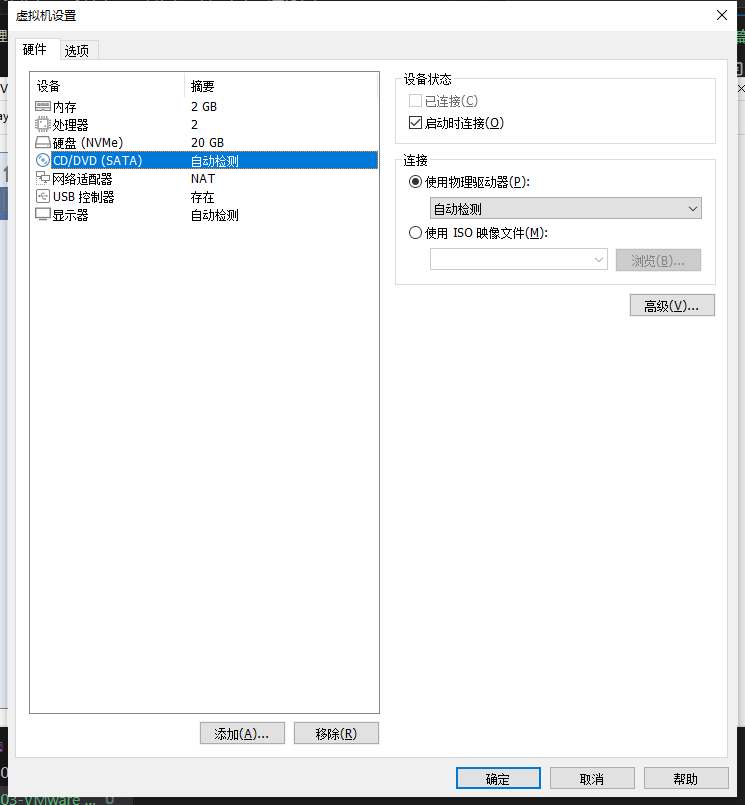 虚拟机设置
硬件 选项
设备 摘要
内存 2 GB
处理器 2
硬盘 (NVMe) 20 GB
CD/DVD (SATA) 自动检测
网络适配器 NAT
USB 控制器 存在
显示器 自动检测
添加(A)... 移除(R)
设备状态
已连接(C)
启动时连接(O)
连接
使用物理驱动器(P):
自动检测
使用 ISO 映像文件(M):
浏览(B)...
高级(V)...
确定 取消 帮助
03-VMware ... U